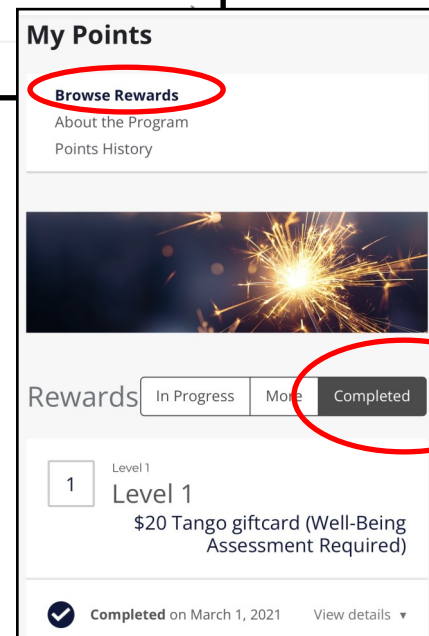 My Points
Browse Rewards
About the Program
Points History
Rewards In Progress More Completed
1
Level 1
Level 1
$20 Tango giftcard (Well-Being
Assessment Required)
Completed on March 1, 2021 View details ▾